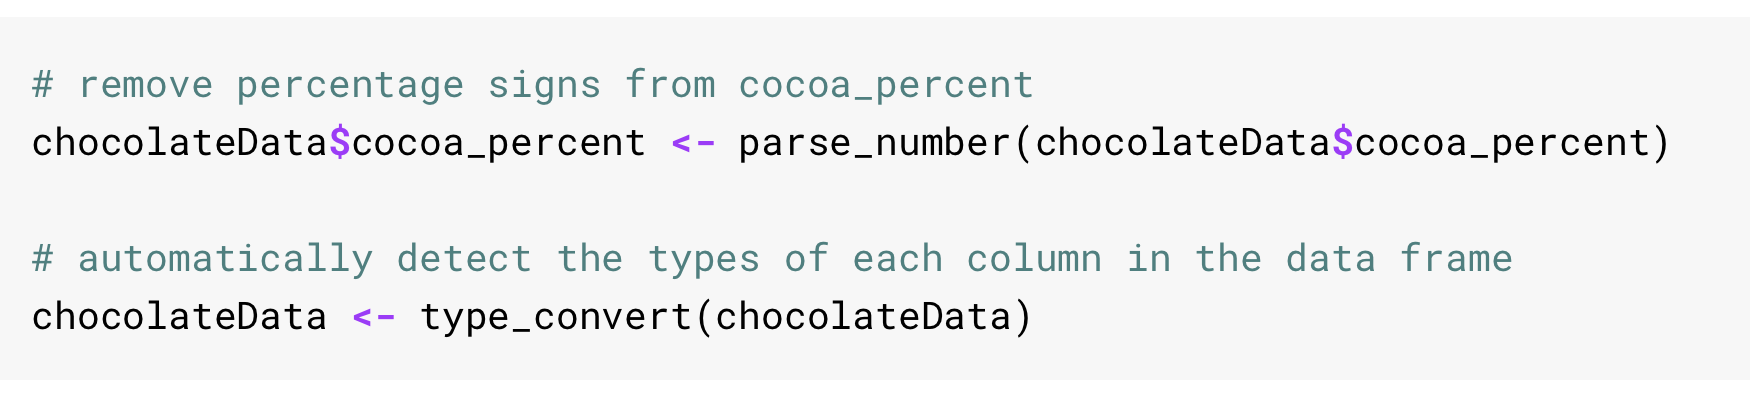 # remove percentage signs from cocoa_percent
chocolateData$cocoa_percent <- parse_number(chocolateData$cocoa_percent)
# automatically detect the types of each column in the data frame
chocolateData <- type_convert(chocolateData)